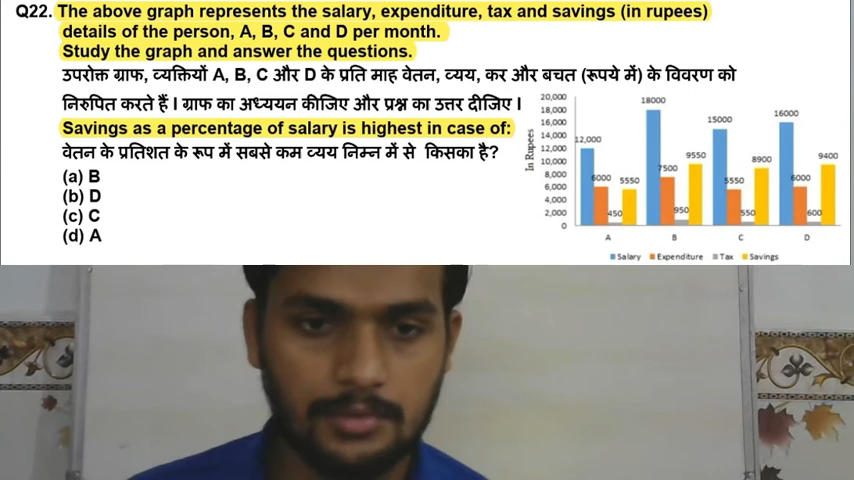 Q22. The above graph represents the salary, expenditure, tax and savings (in rupees)
details of the person, A, B, C and D per month.
Study the graph and answer the questions.
उपरोक्त ग्राफ, व्यक्तियों A, B, C और D के प्रति माह वेतन, व्यय, कर और बचत (रूपये में) के विवरण को
निरुपित करते हैं I ग्राफ का अध्ययन कीजिए और प्रश्न का उत्तर दीजिए I
Savings as a percentage of salary is highest in case of:
वेतन के प्रतिशत के रूप में सबसे कम व्यय निम्न में से किसका है?
(a) B
(b) D
(c) C
(d) A
In Rupees
20,000
18,000
16,000
14,000
12,000
10,000
8,000
6,000
4,000
2,000
0
12,000 6000 450 5550
18000 7500 950 9550
15000 5550 550 8900
16000 6000 600 9400
A B C D
Salary Expenditure Tax Savings